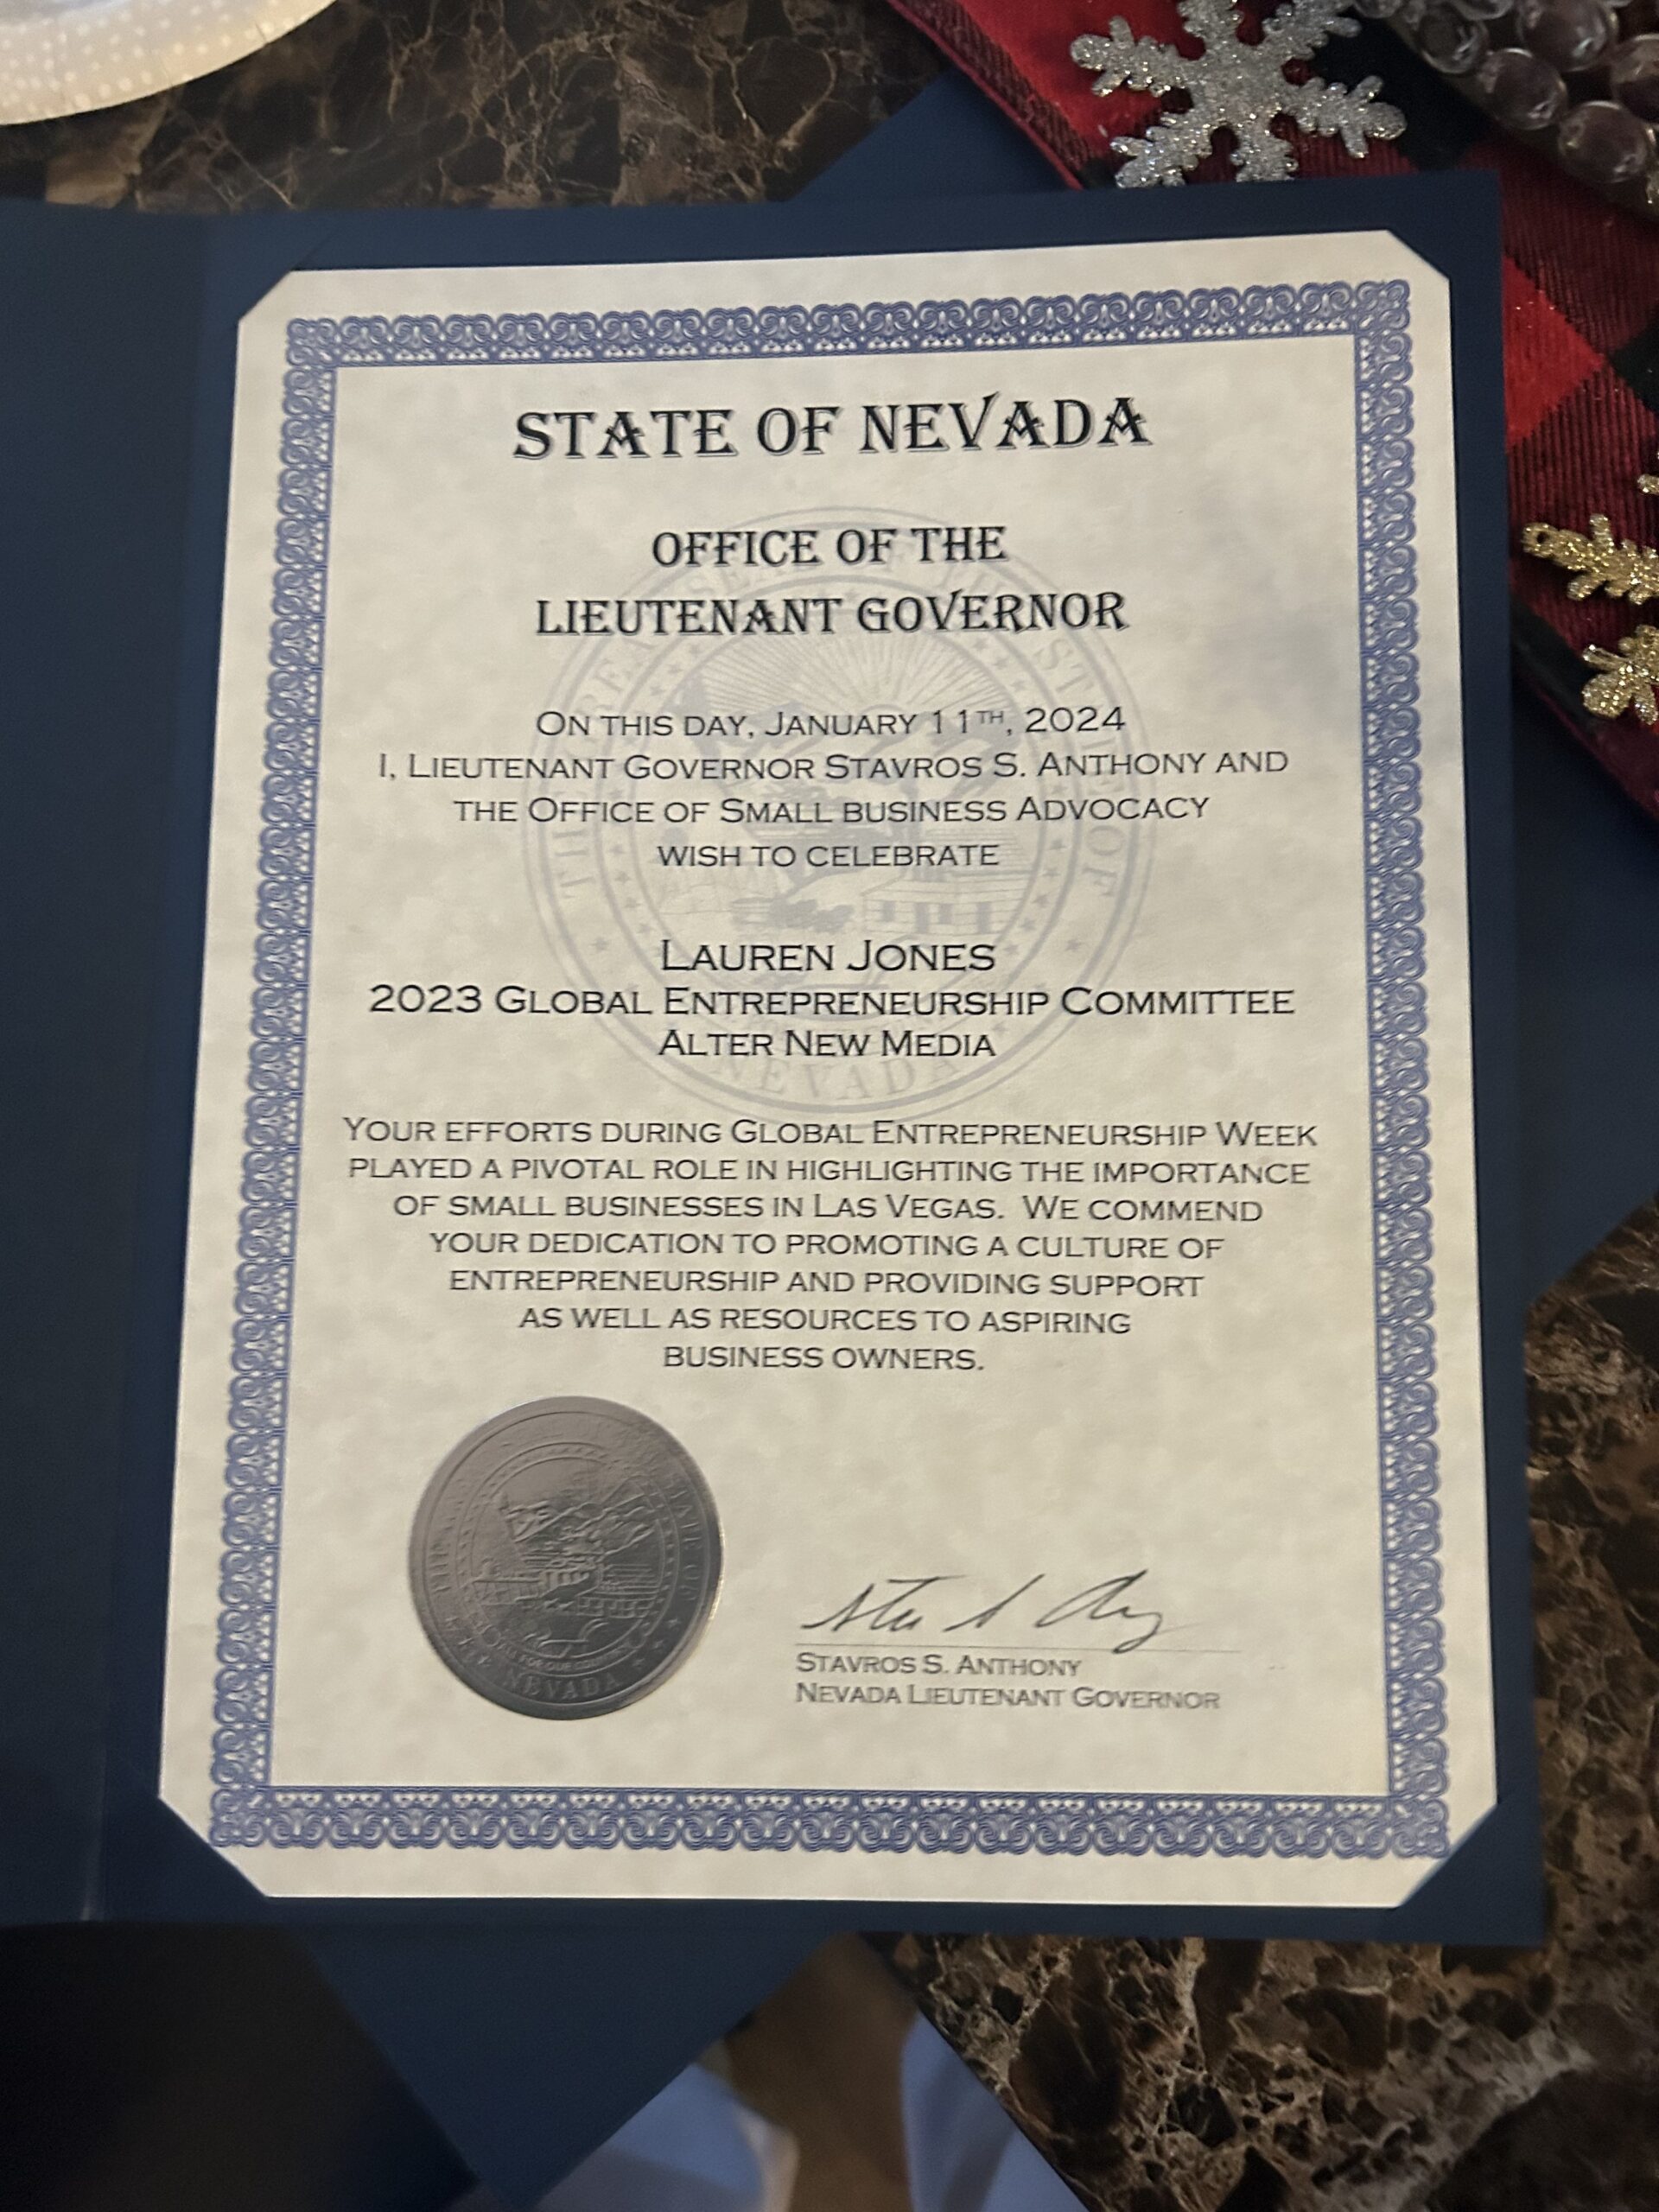 STATE OF NEVADA
OFFICE OF THE
LIEUTENANT GOVERNOR
ON THIS DAY, JANUARY 11TH, 2024
I, LIEUTENANT GOVERNOR STAVROS S. ANTHONY AND
THE OFFICE OF SMALL BUSINESS ADVOCACY
WISH TO CELEBRATE
LAUREN JONES
2023 GLOBAL ENTREPRENEURSHIP COMMITTEE
ALTER NEW MEDIA
NEVADA
YOUR EFFORTS DURING GLOBAL ENTREPRENEURSHIP WEEK
PLAYED A PIVOTAL ROLE IN HIGHLIGHTING THE IMPORTANCE
OF SMALL BUSINESSES IN LAS VEGAS. WE COMMEND
YOUR DEDICATION TO PROMOTING A CULTURE OF
ENTREPRENEURSHIP AND PROVIDING SUPPORT
AS WELL AS RESOURCES TO ASPIRING
BUSINESS OWNERS.
NEVADA
STAVROS S. ANTHONY
NEVADA LIEUTENANT GOVERNOR